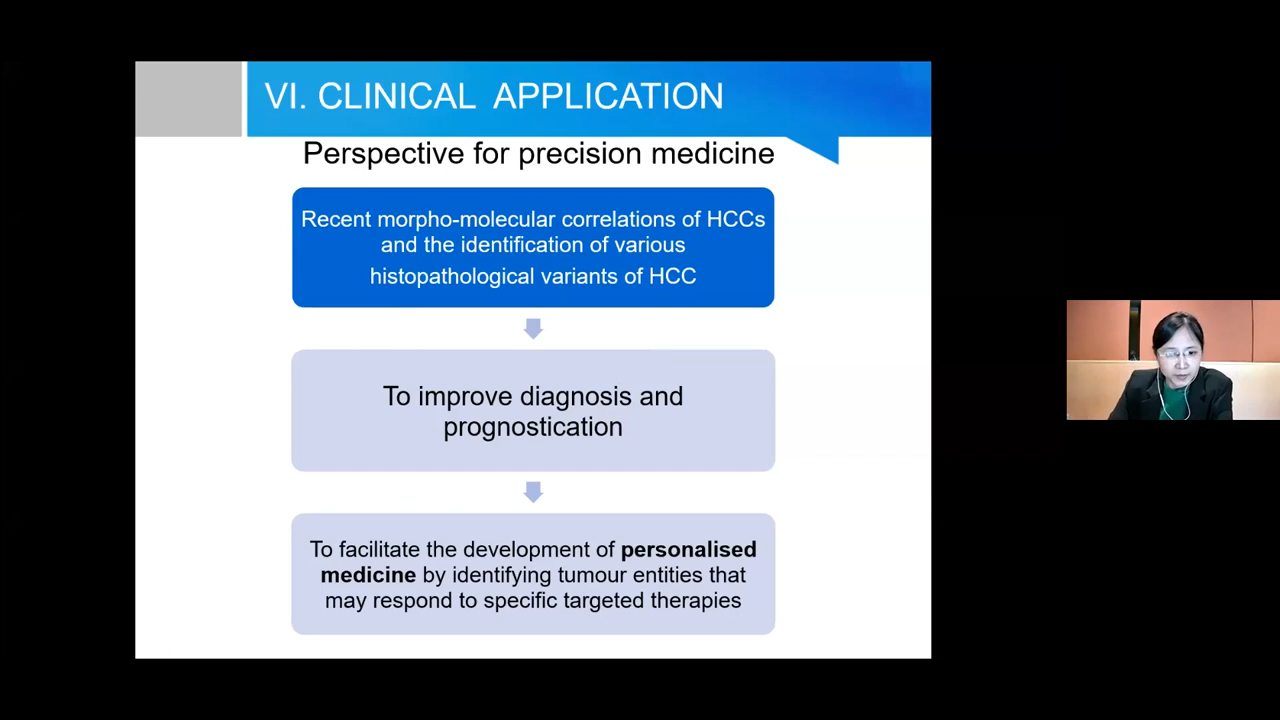 VI. CLINICAL APPLICATION
Perspective for precision medicine
Recent morpho-molecular correlations of HCCs
and the identification of various
histopathological variants of HCC
To improve diagnosis and
prognostication
To facilitate the development of personalised
medicine by identifying tumour entities that
may respond to specific targeted therapies